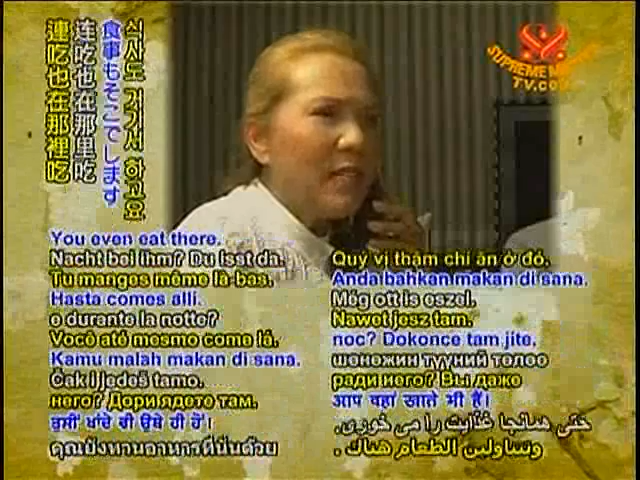 식사도 거기서 하고요
食事もそこでします
连吃也在那里吃
連吃也在那裡吃
SUPREME MASTER
TV.COM
You even eat there.
Nacht bei ihm? Du isst da.
Tu manges même là-bas.
Hasta comes allí.
e durante la notte?
Você até mesmo come lá.
Kamu malah makan di sana.
Čak i jedeš tamo.
него? Дори ядете там.
ਤੁਸੀਂ ਖਾਂਦੇ ਵੀ ਉਥੇ ਹੀ ਹੋਂ।
คุณยังทานอาหารที่นั่นด้วย
Quý vị thậm chí ăn ở đó.
Anda bahkan makan di sana.
Még ott is eszel.
Nawet jesz tam.
noc? Dokonce tam jíte,
шөнөжин түүний төлөө
ради него? Вы даже
आप वहां खाते भी हैं।
حتی همانجا غذایت را می خوری.
وتتناولين الطعام هناك.